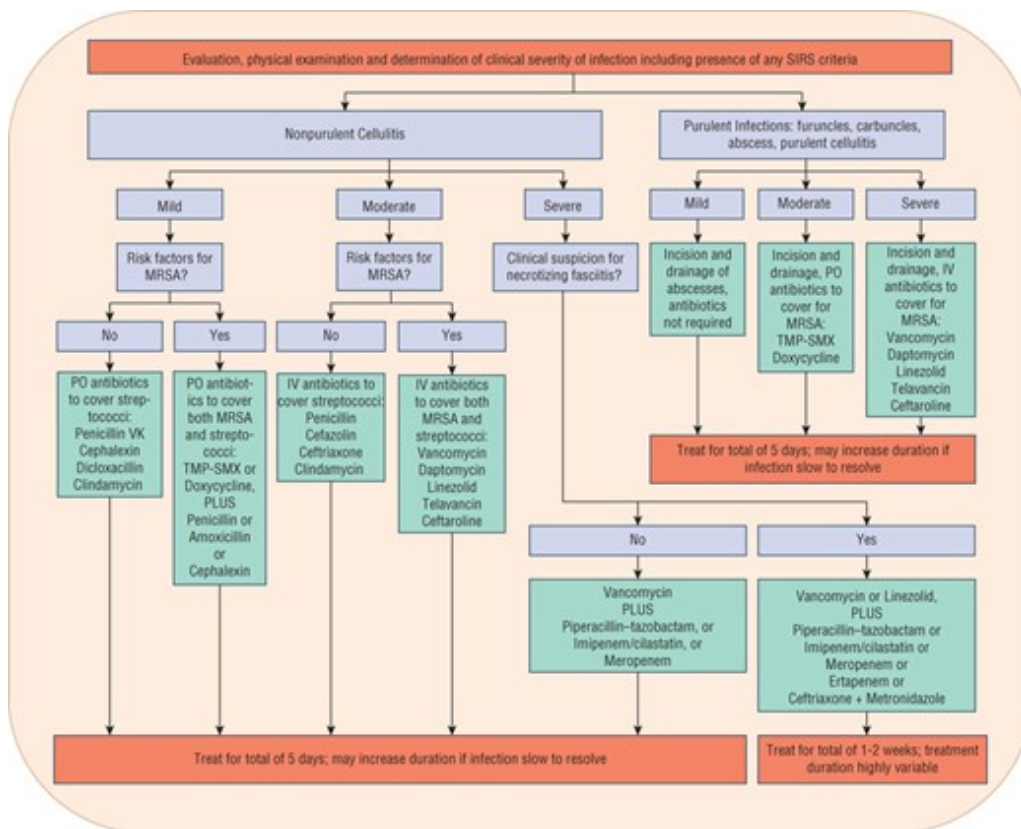 Evaluation, physical examination and determination of clinical severity of infection including presence of any SIRS criteria
Nonpurulent Cellulitis
Purulent Infections: furuncles, carbuncles,
abscess, purulent cellulitis
Mild
Moderate
Severe
Mild
Moderate
Severe
Risk factors for
MRSA?
Risk factors for
MRSA?
Clinical suspicion for
necrotizing fasciitis?
Incision and
drainage of
abscesses,
antibiotics
not required
Incision and
drainage, PO
antibiotics to
cover for
MRSA:
TMP-SMX
Doxycycline
Incision and
drainage, IV
antibiotics to
cover for
MRSA:
Vancomycin
Daptomycin
Linezolid
Telavancin
Ceftaroline
No
Yes
No
Yes
PO antibiotics
to cover strep-
tococci:
Penicillin VK
Cephalexin
Dicloxacillin
Clindamycin
PO antibiot-
ics to cover
both MRSA
and strepto-
cocci:
TMP-SMX or
Doxycycline,
PLUS
Penicillin or
Amoxicillin
or
Cephalexin
IV antibiotics to
cover streptococci:
Penicillin
Cefazolin
Ceftriaxone
Clindamycin
IV antibiotics
to cover both
MRSA and
streptococci:
Vancomycin
Daptomycin
Linezolid
Telavancin
Ceftaroline
Treat for total of 5 days; may increase duration if
infection slow to resolve
No
Yes
Vancomycin
PLUS
Piperacillin–tazobactam, or
Imipenem/cilastatin, or
Meropenem
Vancomycin or Linezolid,
PLUS
Piperacillin–tazobactam or
Imipenem/cilastatin or
Meropenem or
Ertapenem or
Ceftriaxone + Metronidazole
Treat for total of 5 days; may increase duration if infection slow to resolve
Treat for total of 1-2 weeks; treatment
duration highly variable